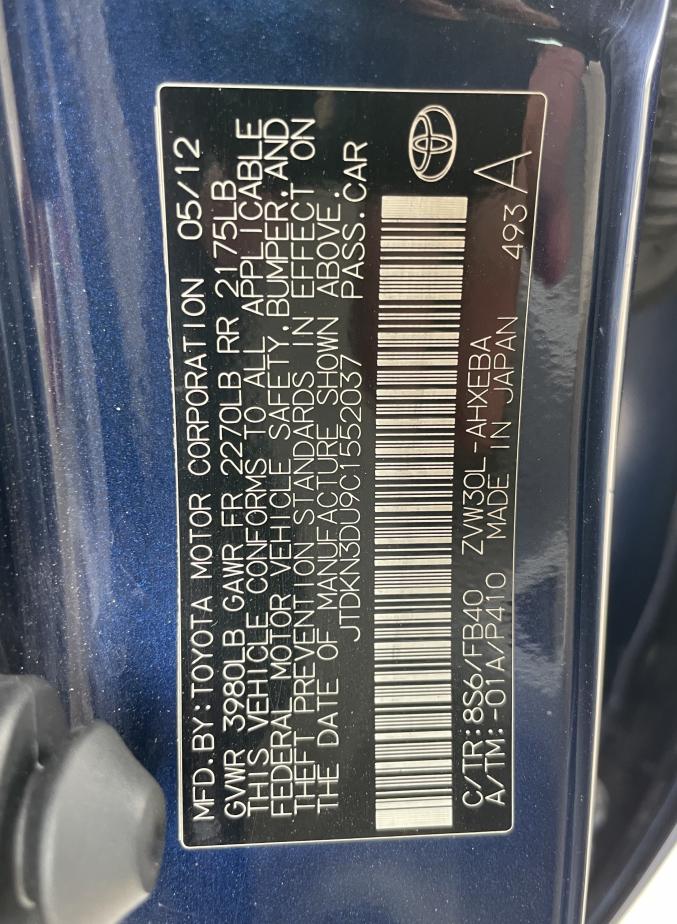 MFD.BY:TOYOTA MOTOR CORPORATION 05/12
GVWR 3980LB GAWR FR 2270LB RR 2175LB
THIS VEHICLE CONFORMS TO ALL APPLICABLE
FEDERAL MOTOR VEHICLE SAFETY,BUMPER,AND
THEFT PREVENTION STANDARDS IN EFFECT ON
THE DATE OF MANUFACTURE SHOWN ABOVE.
JTDKN3DU9C1552037 PASS.CAR
C/TR:8S6/FB40 ZVW30L-AHXEBA 493 A
A/TM:-01A/P410 MADE IN JAPAN